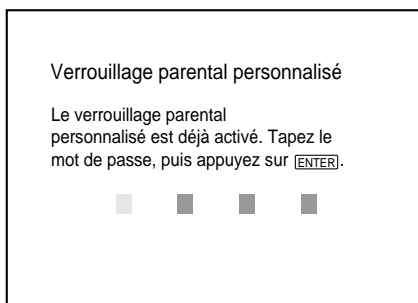 Verrouillage parental personnalisé
Le verrouillage parental
personnalisé est déjà activé. Tapez le
mot de passe, puis appuyez sur ENTER.